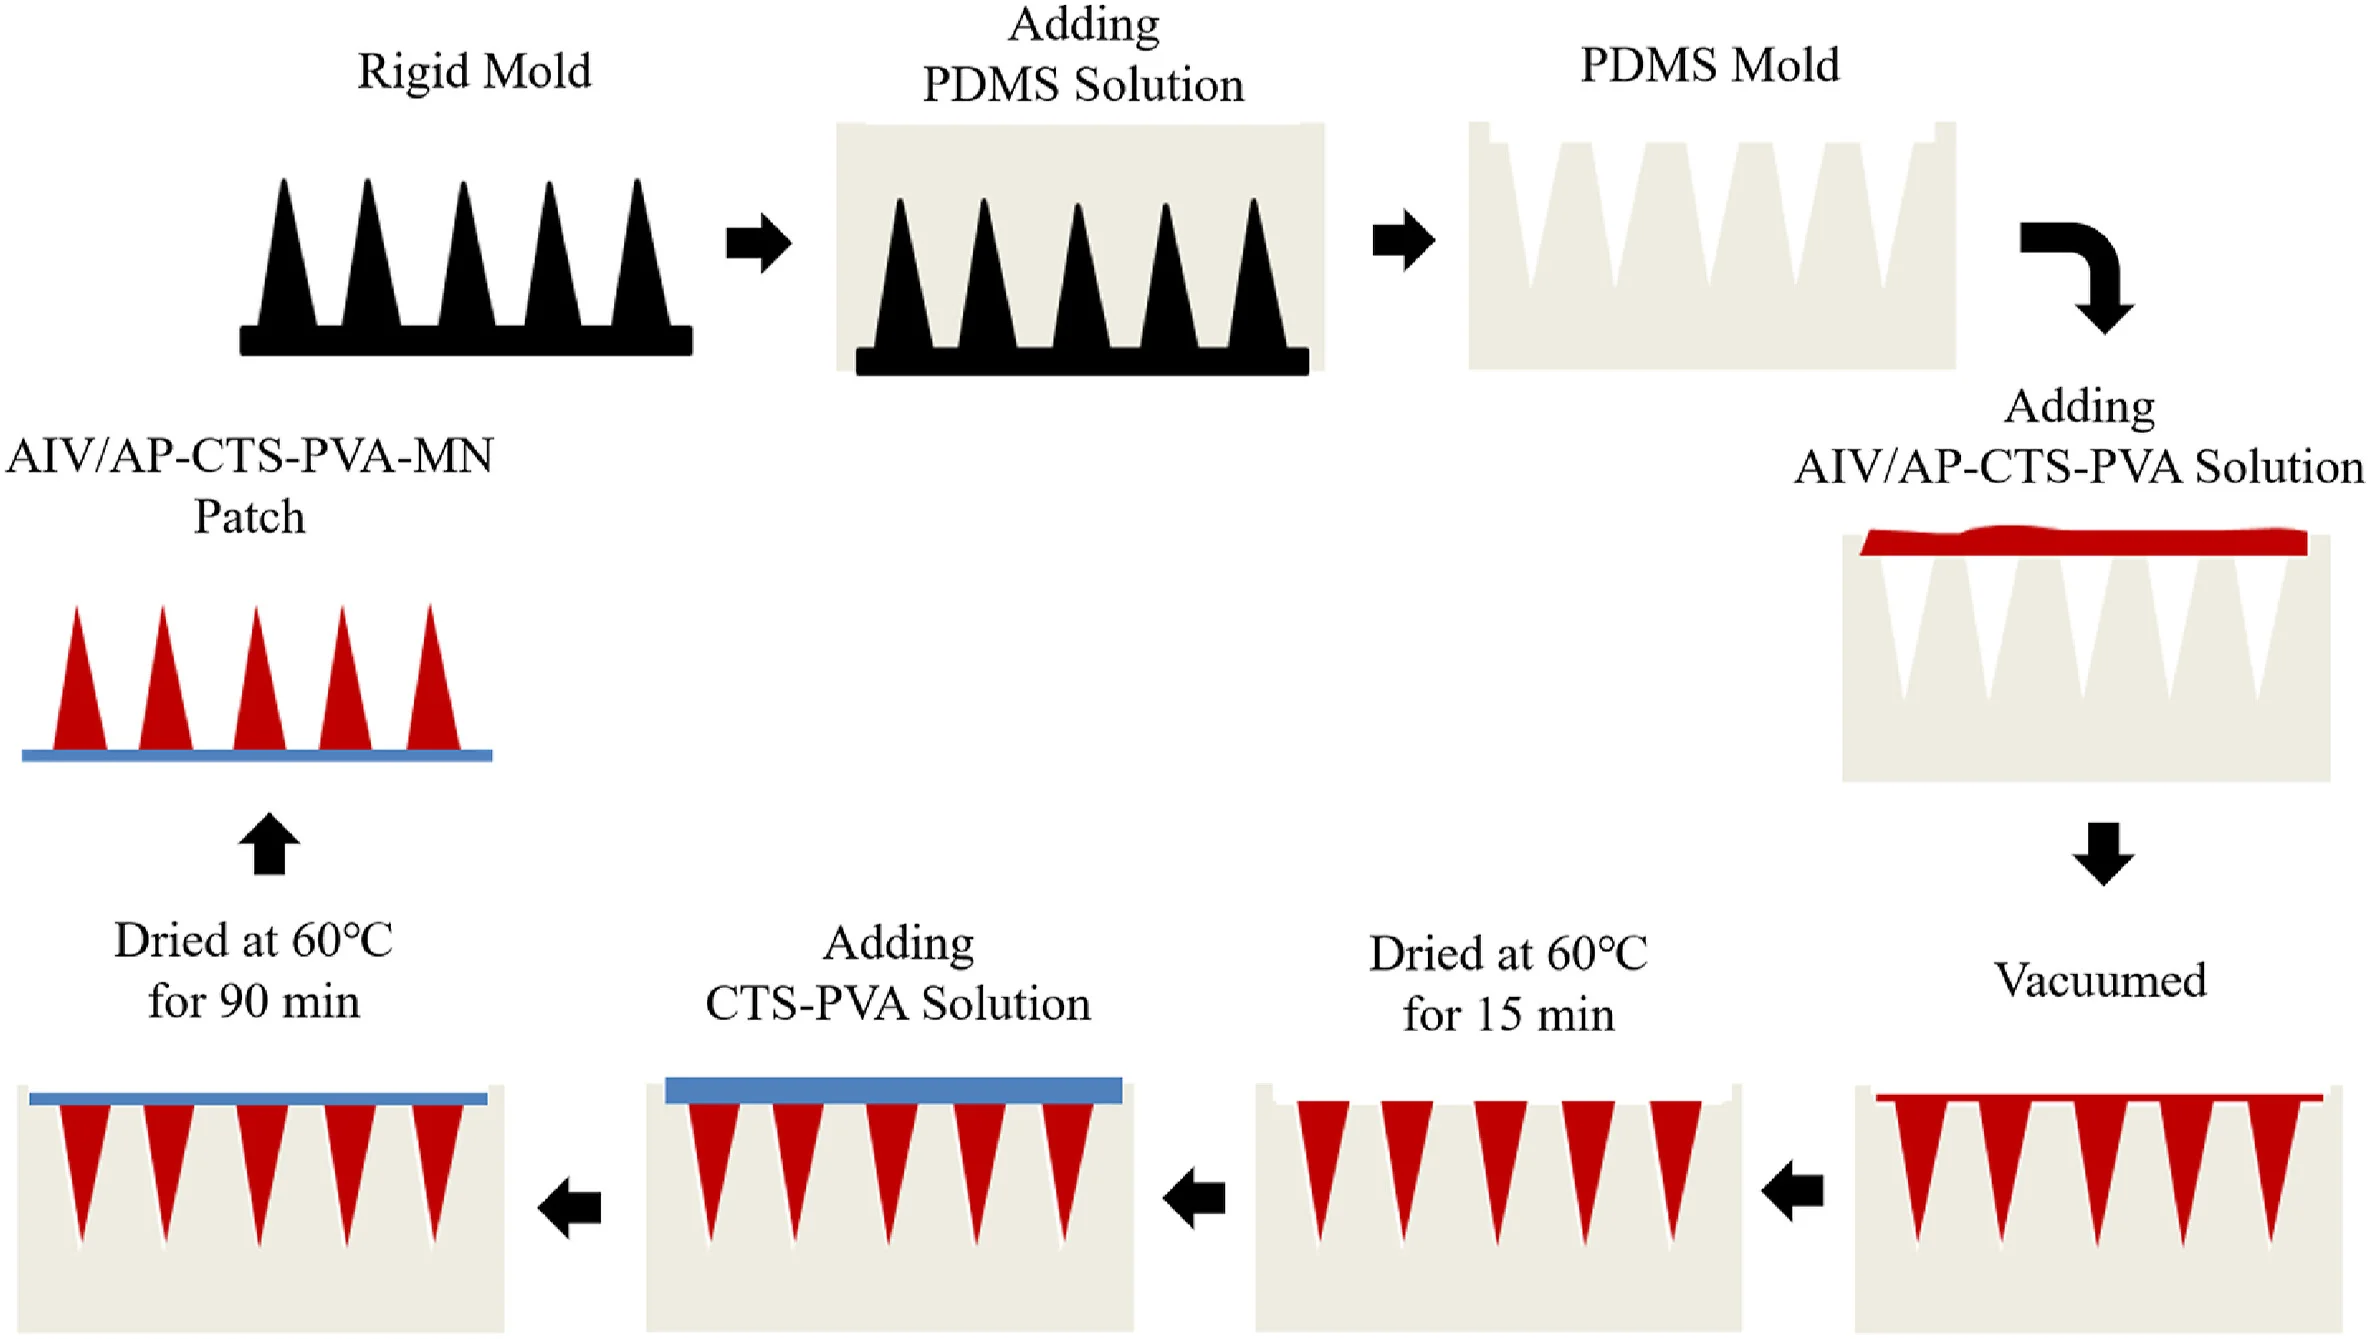 Rigid Mold
Adding
PDMS Solution
PDMS Mold
Adding
AIV/AP-CTS-PVA Solution
Vacuumed
Dried at 60℃
for 15 min
Adding
CTS-PVA Solution
Dried at 60℃
for 90 min
AIV/AP-CTS-PVA-MN
Patch